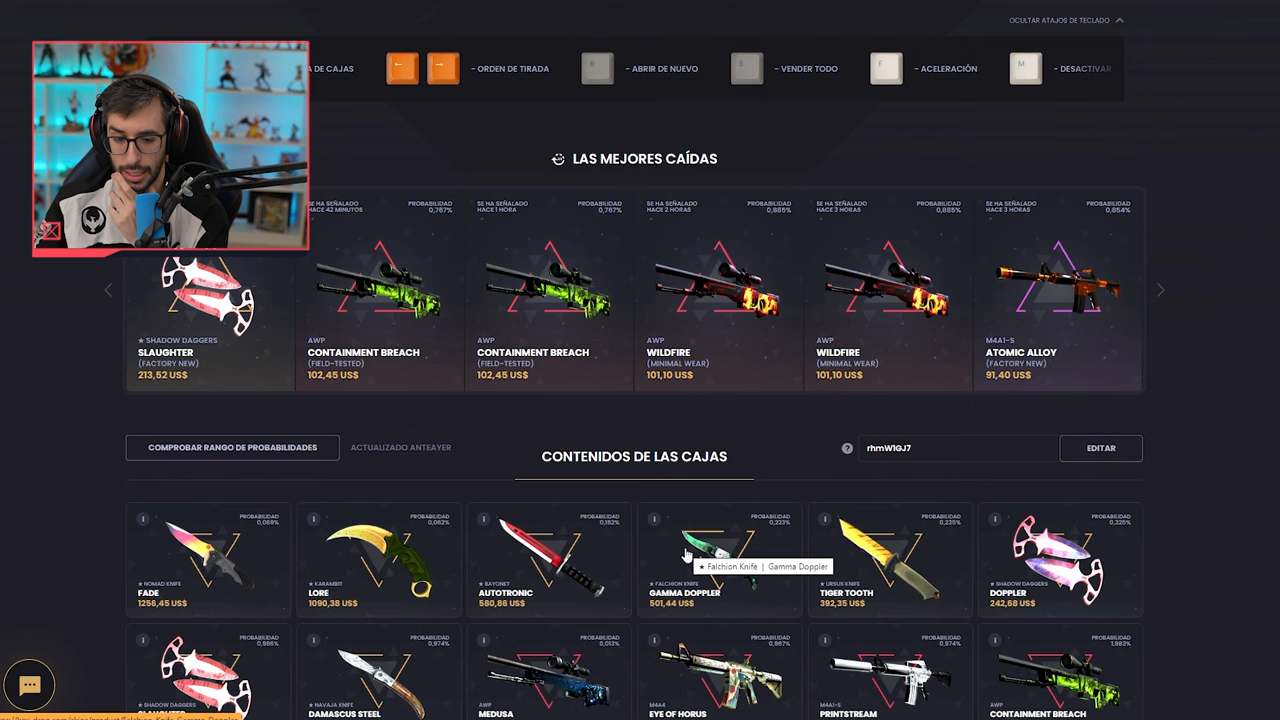 OCULTAR ATAJOS DE TECLADO
A DE CAJAS
← → - ORDEN DE TIRADA
R - ABRIR DE NUEVO
S - VENDER TODO
F - ACELERACIÓN
M - DESACTIVAR
LAS MEJORES CAÍDAS
SE HA SEÑALADO
HACE 42 MINUTOS
PROBABILIDAD
0,767%
SE HA SEÑALADO
HACE 1 HORA
PROBABILIDAD
0,767%
SE HA SEÑALADO
HACE 2 HORAS
PROBABILIDAD
0,885%
SE HA SEÑALADO
HACE 3 HORAS
PROBABILIDAD
0,885%
SE HA SEÑALADO
HACE 3 HORAS
PROBABILIDAD
0,854%
★ SHADOW DAGGERS
SLAUGHTER
(FACTORY NEW)
213,52 US$
AWP
CONTAINMENT BREACH
(FIELD-TESTED)
102,45 US$
AWP
CONTAINMENT BREACH
(FIELD-TESTED)
102,45 US$
AWP
WILDFIRE
(MINIMAL WEAR)
101,10 US$
AWP
WILDFIRE
(MINIMAL WEAR)
101,10 US$
M4A1-S
ATOMIC ALLOY
(FACTORY NEW)
91,40 US$
COMPROBAR RANGO DE PROBABILIDADES
ACTUALIZADO ANTEAYER
CONTENIDOS DE LAS CAJAS
?
rhmW1GJ7
EDITAR
PROBABILIDAD
0,069%
★ NOMAD KNIFE
FADE
1256,45 US$
PROBABILIDAD
0,062%
★ KARAMBIT
LORE
1090,38 US$
PROBABILIDAD
0,152%
★ BAYONET
AUTOTRONIC
580,86 US$
PROBABILIDAD
0,223%
★ Falchion Knife | Gamma Doppler
★ FALCHION KNIFE
GAMMA DOPPLER
501,44 US$
PROBABILIDAD
0,235%
★ URSUS KNIFE
TIGER TOOTH
392,35 US$
PROBABILIDAD
0,325%
★ SHADOW DAGGERS
DOPPLER
242,68 US$
PROBABILIDAD
0,986%
★ SHADOW DAGGERS
PROBABILIDAD
0,974%
★ NAVAJA KNIFE
DAMASCUS STEEL
PROBABILIDAD
0,013%
AWP
MEDUSA
PROBABILIDAD
0,987%
M4A4
EYE OF HORUS
PROBABILIDAD
0,974%
M4A1-S
PRINTSTREAM
PROBABILIDAD
1,983%
AWP
CONTAINMENT BREACH